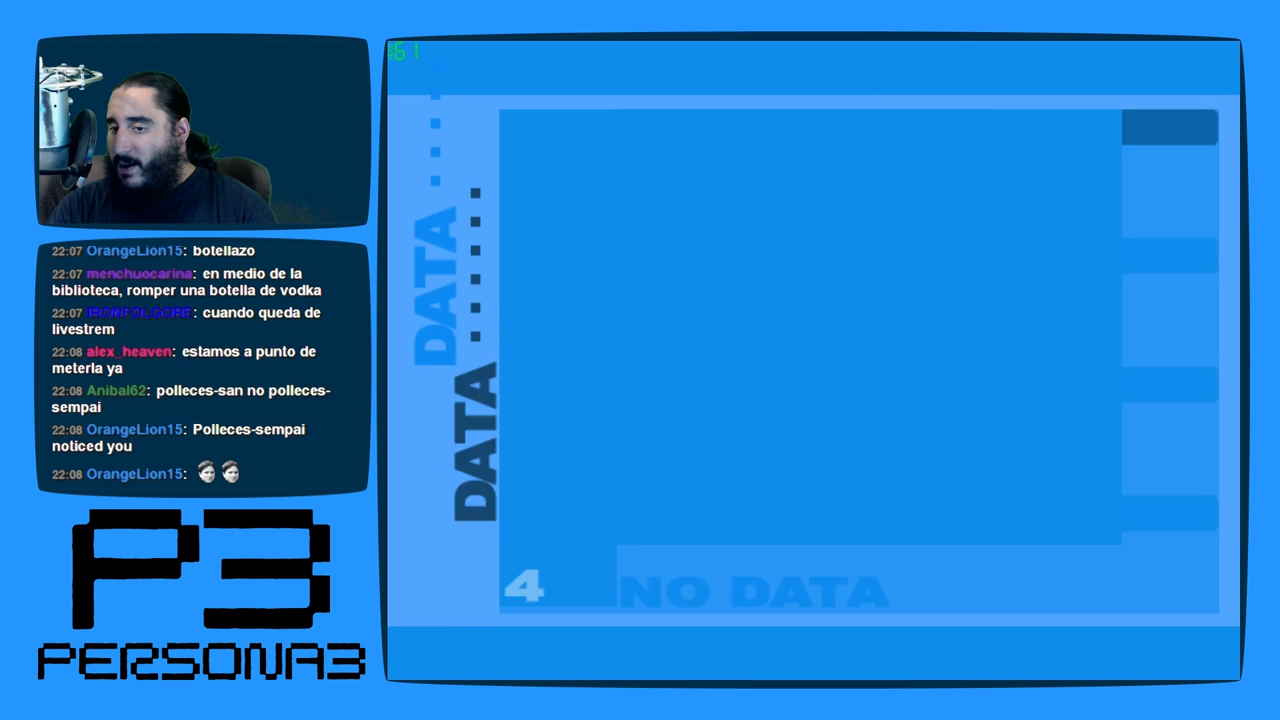 22:07 OrangeLion15: botellazo
22:07 menchuocarina: en medio de la
biblioteca, romper una botella de vodka
22:07 IRONFOLGORE: cuando queda de
livestrem
22:08 alex_heaven: estamos a punto de
meterla ya
22:08 Anibal62: polleces-san no polleces-
sempai
22:08 OrangeLion15: Polleces-sempai
noticed you
22:08 OrangeLion15:
P3
PERSONA3
61
DATA ......
DATA ......
4 NO DATA